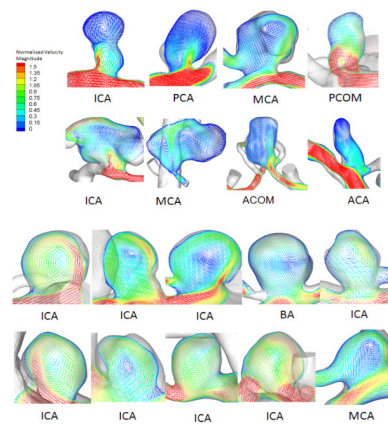 Normalized Velocity
Magnitude
1.5
1.35
1.2
1.05
0.9
0.75
0.6
0.45
0.3
0.15
0
ICA PCA MCA PCOM
ICA MCA ACOM ACA
ICA ICA ICA BA ICA
ICA ICA ICA ICA MCA